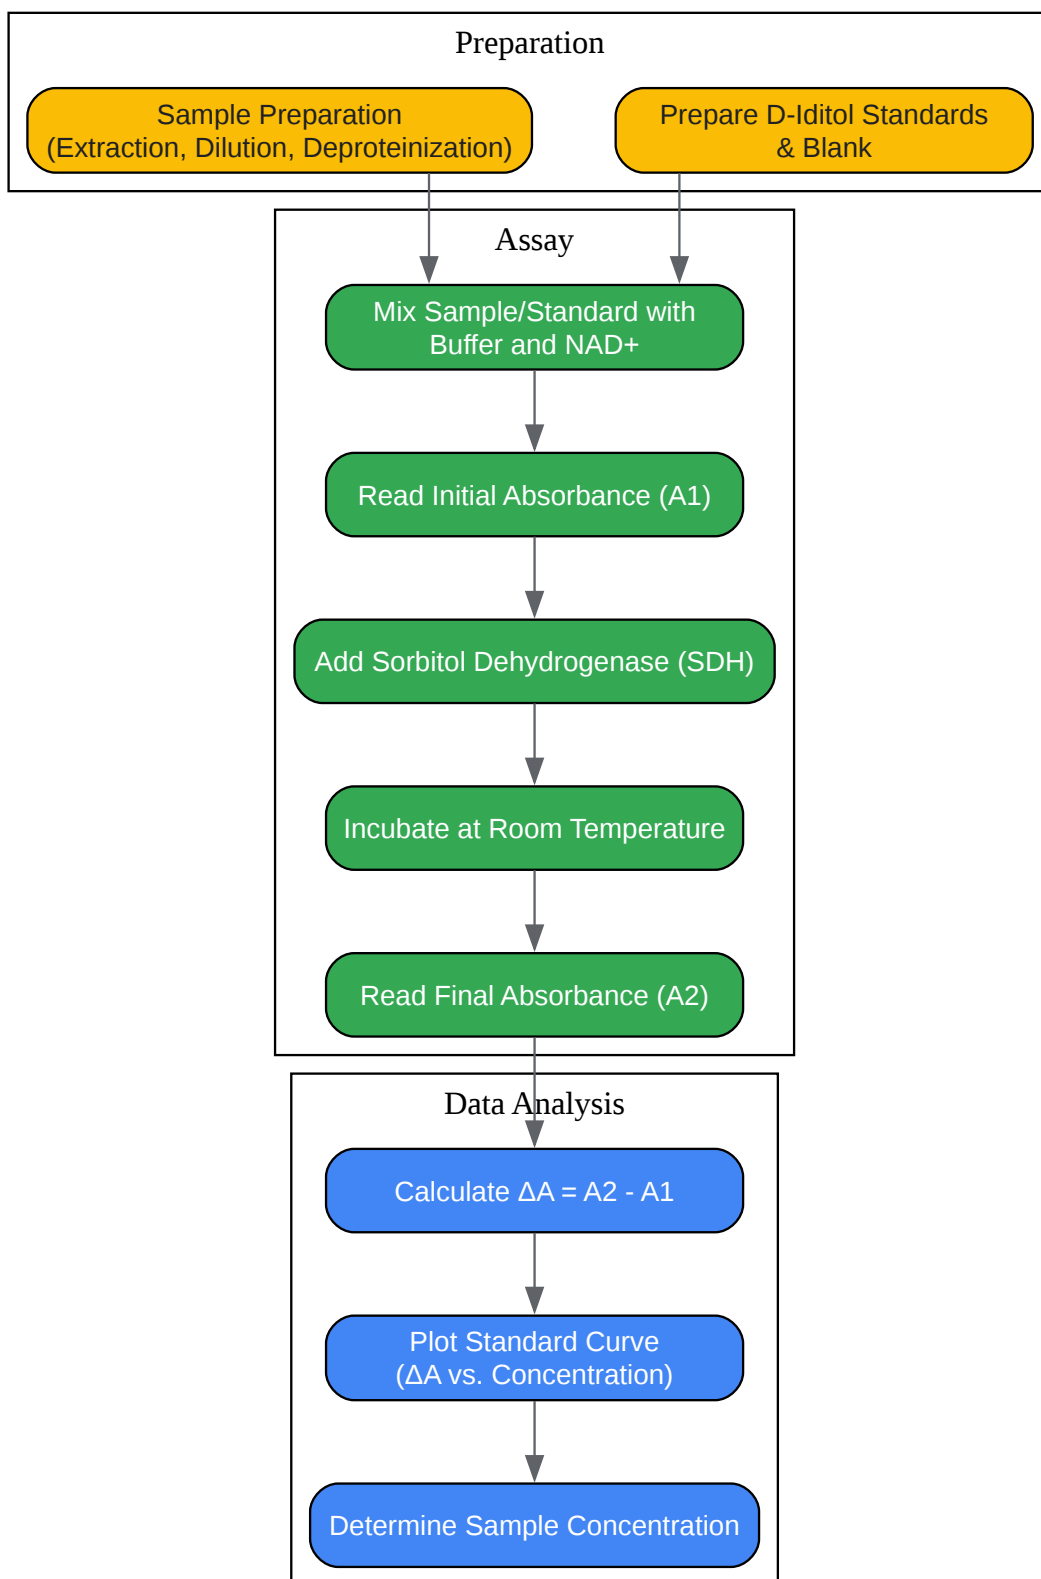 Preparation
Sample Preparation
(Extraction, Dilution, Deproteinization)
Prepare D-Iditol Standards
& Blank
Assay
Mix Sample/Standard with
Buffer and NAD+
Read Initial Absorbance (A1)
Add Sorbitol Dehydrogenase (SDH)
Incubate at Room Temperature
Read Final Absorbance (A2)
Data Analysis
Calculate ΔA = A2 - A1
Plot Standard Curve
(ΔA vs. Concentration)
Determine Sample Concentration